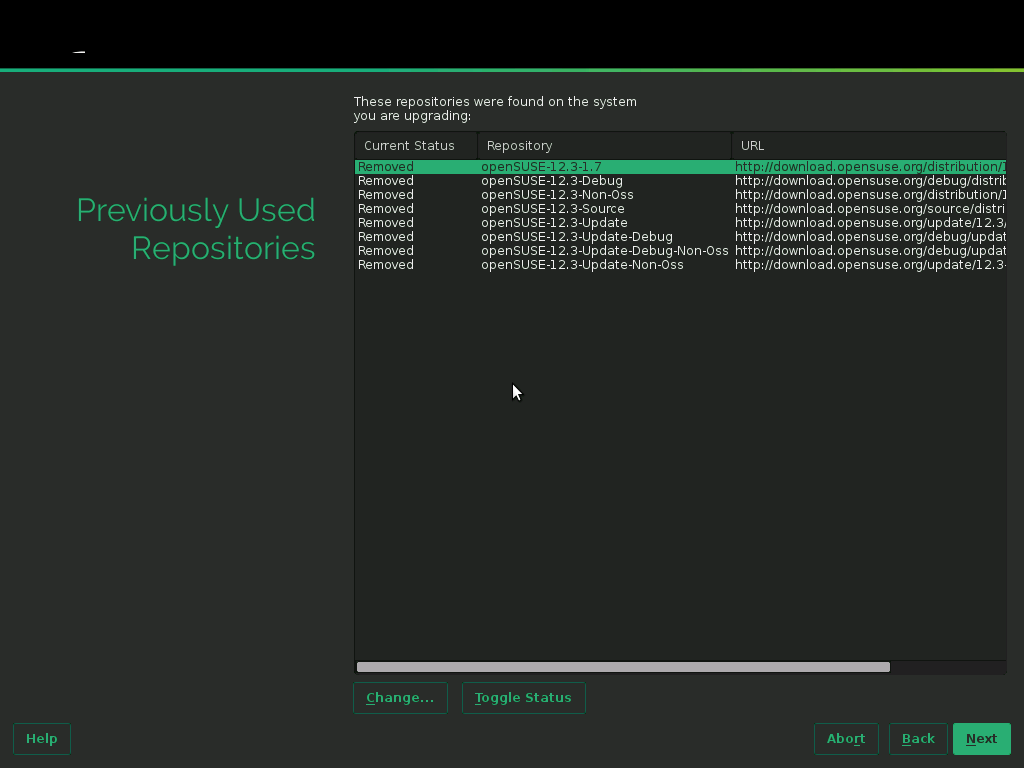 These repositories were found on the system
you are upgrading:
Previously Used
Repositories
Current Status Repository URL
Removed openSUSE-12.3-1.7 http://download.opensuse.org/distribution/1
Removed openSUSE-12.3-Debug http://download.opensuse.org/debug/distrib
Removed openSUSE-12.3-Non-Oss http://download.opensuse.org/distribution/1
Removed openSUSE-12.3-Source http://download.opensuse.org/source/distri
Removed openSUSE-12.3-Update http://download.opensuse.org/update/12.3/
Removed openSUSE-12.3-Update-Debug http://download.opensuse.org/debug/updat
Removed openSUSE-12.3-Update-Debug-Non-Oss http://download.opensuse.org/debug/updat
Removed openSUSE-12.3-Update-Non-Oss http://download.opensuse.org/update/12.3-
Change... Toggle Status
Help Abort Back Next